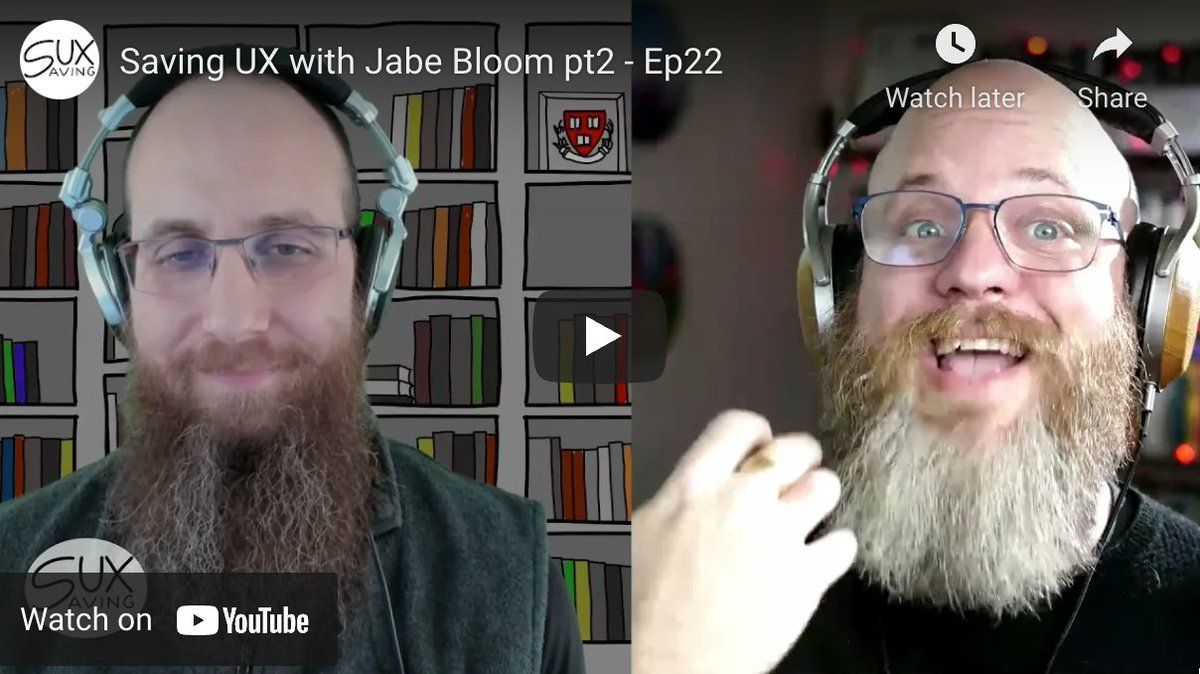 SUX
SAVING
Saving UX with Jabe Bloom pt2 - Ep22
Watch later
Share
SUX
SAVING
Watch on YouTube